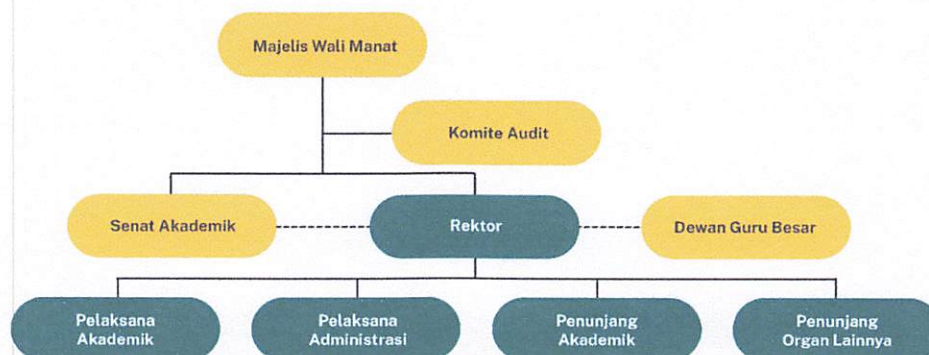 Majelis Wali Manat
Komite Audit
Senat Akademik
Rektor
Dewan Guru Besar
Pelaksana
Akademik
Pelaksana
Administrasi
Penunjang
Akademik
Penunjang
Organ Lainnya